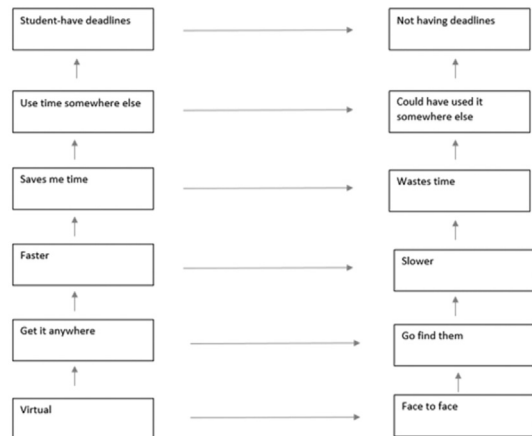 Student-have deadlines
Not having deadlines
Use time somewhere else
Could have used it
somewhere else
Saves me time
Wastes time
Faster
Slower
Get it anywhere
Go find them
Virtual
Face to face